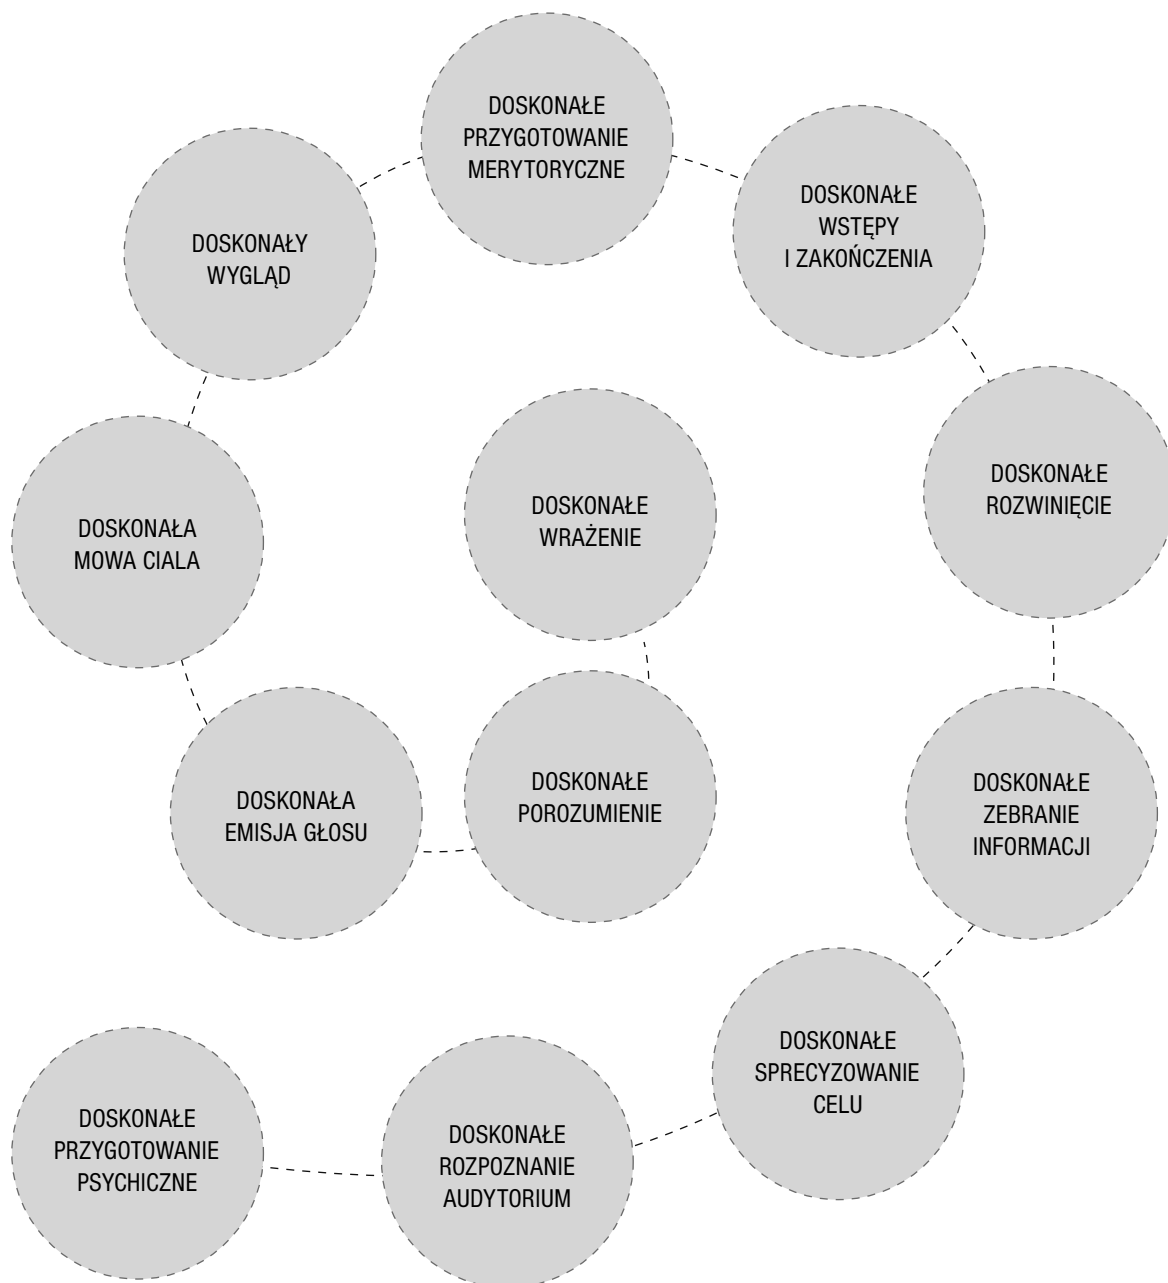 DOSKONAŁE
PRZYGOTOWANIE
MERYTORYCZNE
DOSKONAŁE
WSTĘPY
I ZAKOŃCZENIA
DOSKONAŁY
WYGLĄD
DOSKONAŁE
ROZWINIĘCIE
DOSKONAŁE
WRAŻENIE
DOSKONAŁA
MOWA CIALA
DOSKONAŁE
POROZUMIENIE
DOSKONAŁE
ZEBRANIE
INFORMACJI
DOSKONAŁA
EMISJA GŁOSU
DOSKONAŁE
SPRECYZOWANIE
CELU
DOSKONAŁE
PRZYGOTOWANIE
PSYCHICZNE
DOSKONAŁE
ROZPOZNANIE
AUDYTORIUM